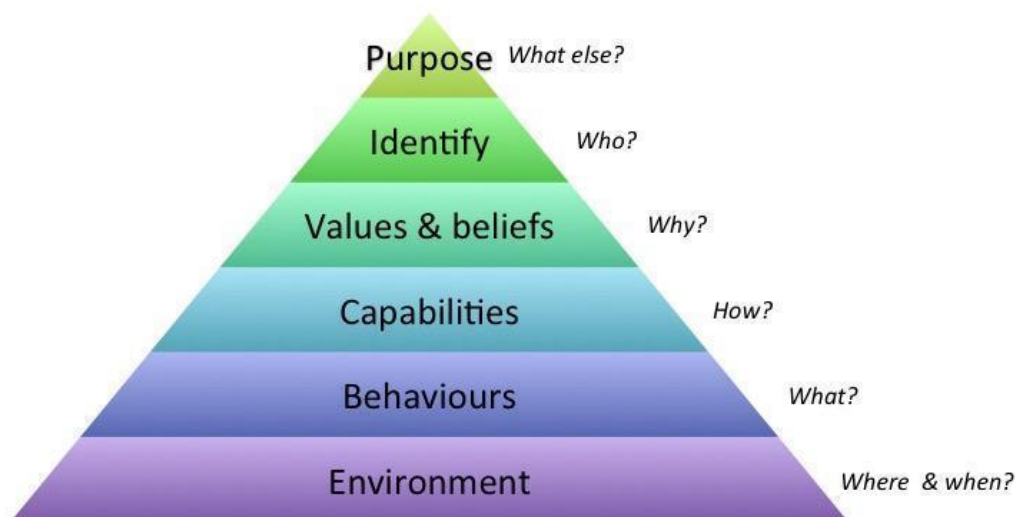 Purpose What else?
Identify Who?
Values & beliefs Why?
Capabilities How?
Behaviours What?
Environment Where & when?